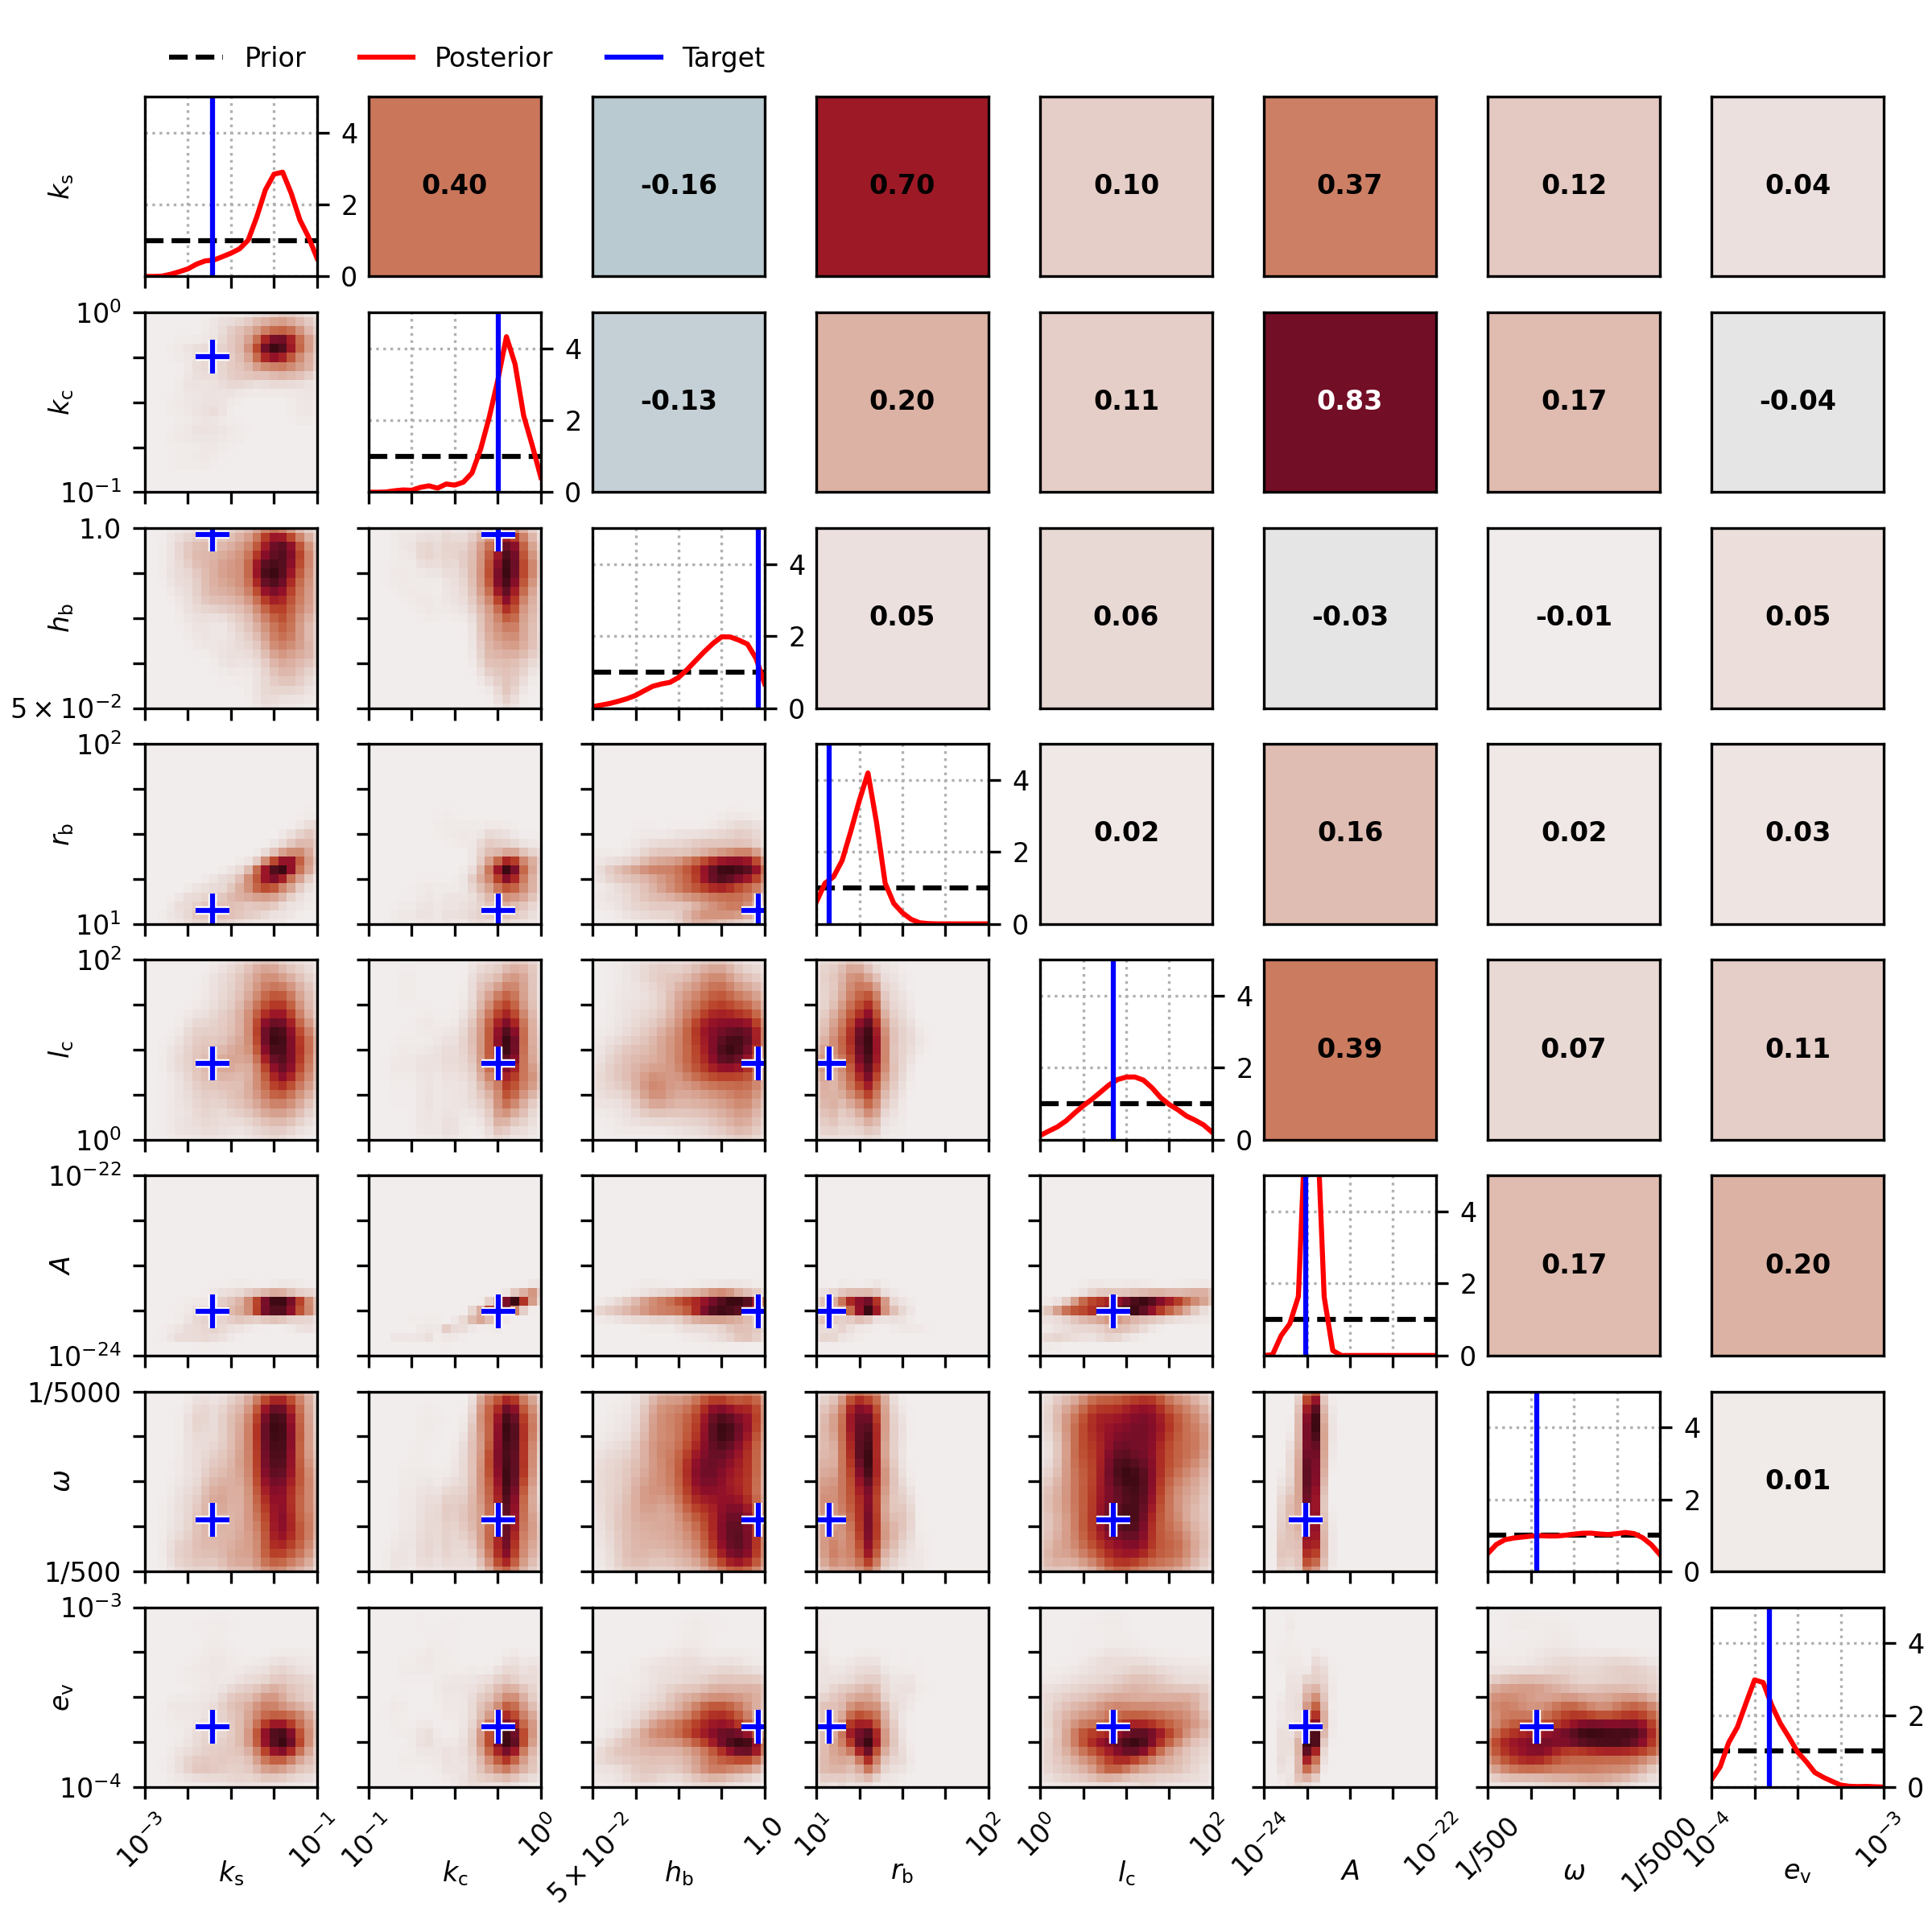 Prior Posterior Target
k_s 4 2 0 0.40 -0.16 0.70 0.10 0.37 0.12 0.04
10^0 k_c 10^-1 4 2 0 -0.13 0.20 0.11 0.83 0.17 -0.04
1.0 h_b 5 × 10^-2 4 2 0 0.05 0.06 -0.03 -0.01 0.05
10^2 r_b 10^1 4 2 0 0.02 0.16 0.02 0.03
10^2 l_c 10^0 4 2 0 0.39 0.07 0.11
10^-22 A 10^-24 4 2 0 0.17 0.20
1/5000 ω 1/500 4 2 0 0.01
10^-3 e_v 10^-4 4 2 0
10^-3 10^-1 10^-1 10^0 5 × 10^-2 1.0 10^1 10^2 10^0 10^2 10^-24 10^-22 1/500 1/5000 10^-4 10^-3
k_s k_c h_b r_b l_c A ω e_v